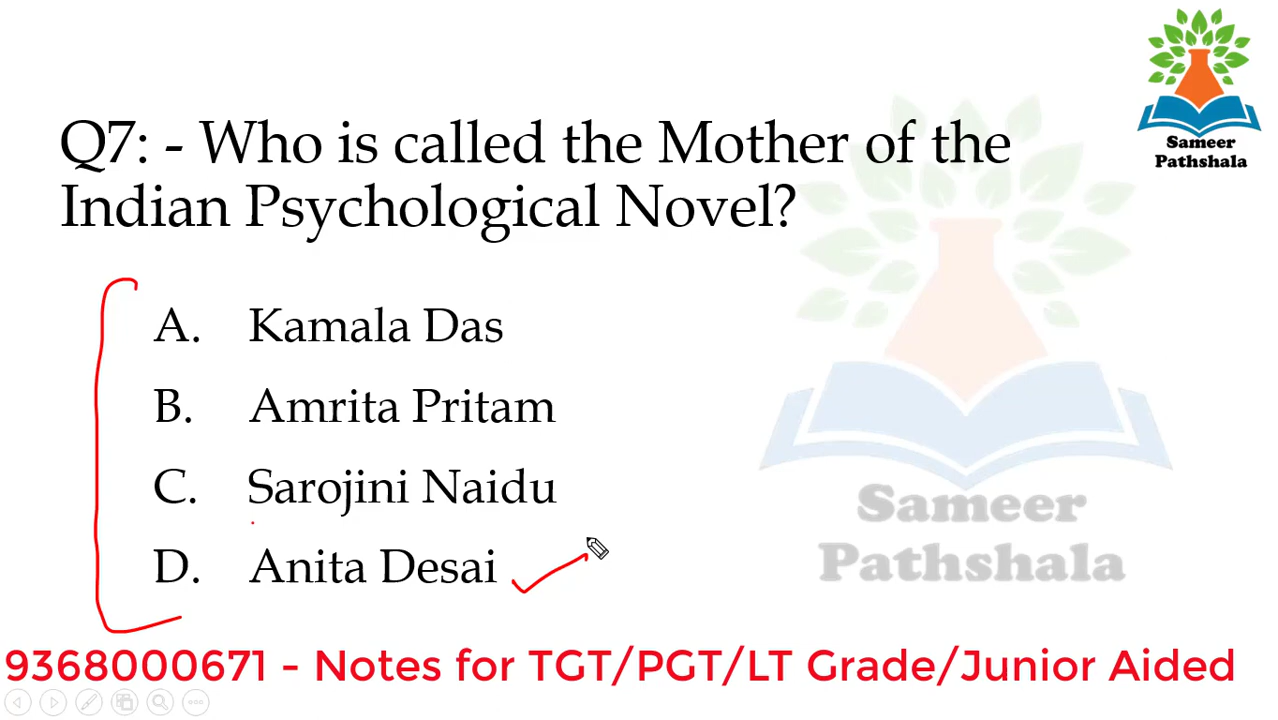 Sameer
Pathshala
Q7: - Who is called the Mother of the
Indian Psychological Novel?
A. Kamala Das
B. Amrita Pritam
C. Sarojini Naidu
D. Anita Desai
Sameer
Pathshala
9368000671 - Notes for TGT/PGT/LT Grade/Junior Aided